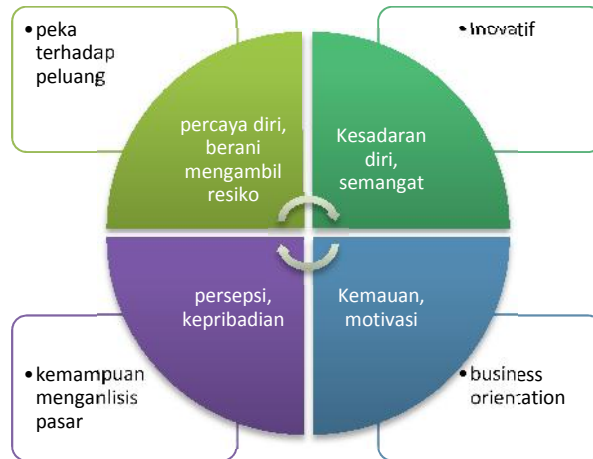 •peka
terhadap
peluang
•Inovatif
percaya diri,
berani
mengambil
resiko
Kesadaran
diri,
semangat
persepsi,
kepribadian
Kemauan,
motivasi
•kemampuan
menganlisis
pasar
•business
orientation